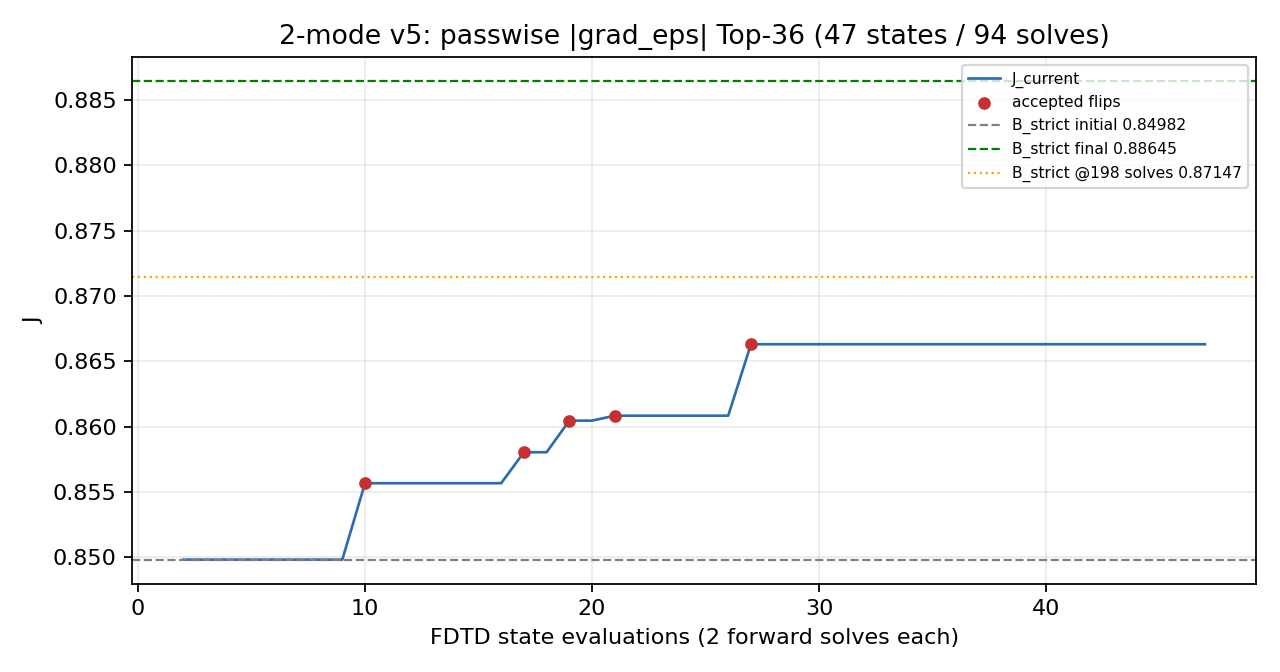 2-mode v5: passwise |grad_eps| Top-36 (47 states / 94 solves)
J
0.885
0.880
0.875
0.870
0.865
0.860
0.855
0.850
J_current
accepted flips
B_strict initial 0.84982
B_strict final 0.88645
B_strict @198 solves 0.87147
0 10 20 30 40
FDTD state evaluations (2 forward solves each)